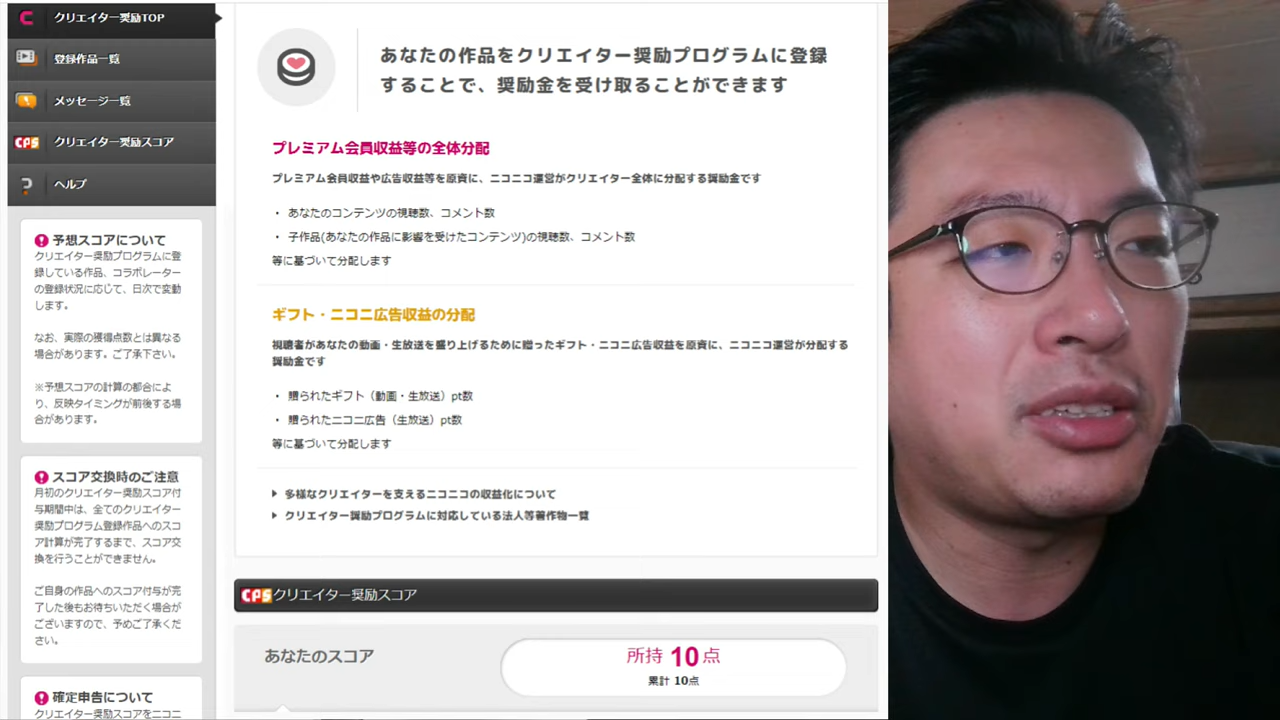 クリエイター奨励TOP
登録作品一覧
メッセージ一覧
CPS クリエイター奨励スコア
ヘルプ
予想スコアについて
クリエイター奨励プログラムに登
録している作品、コラボレーター
の登録状況に応じて、日次で変動
します。
なお、実際の獲得点数とは異なる
場合があります。ご了承下さい。
※予想スコアの計算の都合によ
り、反映タイミングが前後する場
合があります。
スコア交換時のご注意
月初のクリエイター奨励スコア付
与期間中は、全てのクリエイター
奨励プログラム登録作品へのスコ
ア計算が完了するまで、スコア交
換を行うことができません。
ご自身の作品へのスコア付与が完
了した後もお待ちいただく場合が
ございますので、予めご了承くだ
さい。
確定申告について
クリエイター奨励スコアをニコニ
あなたの作品をクリエイター奨励プログラムに登録
することで、奨励金を受け取ることができます
プレミアム会員収益等の全体分配
プレミアム会員収益や広告収益等を原資に、ニコニコ運営がクリエイター全体に分配する奨励金です
・ あなたのコンテンツの視聴数、コメント数
・ 子作品(あなたの作品に影響を受けたコンテンツ)の視聴数、コメント数
等に基づいて分配します
ギフト・ニコニ広告収益の分配
視聴者があなたの動画・生放送を盛り上げるために贈ったギフト・ニコニ広告収益を原資に、ニコニコ運営が分配する
奨励金です
・ 贈られたギフト（動画・生放送）pt数
・ 贈られたニコニ広告（生放送）pt数
等に基づいて分配します
多様なクリエイターを支えるニコニコの収益化について
クリエイター奨励プログラムに対応している法人等著作物一覧
CPSクリエイター奨励スコア
あなたのスコア
所持 10 点
累計 10点